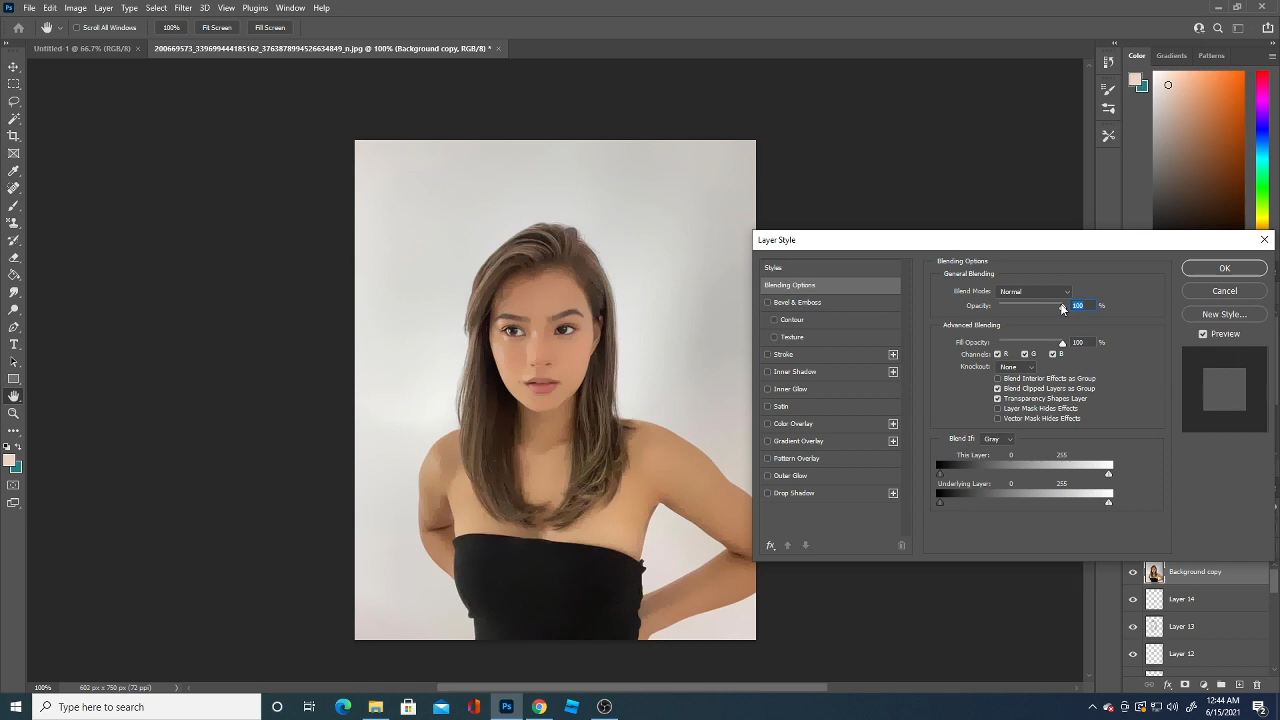 Ps File Edit Image Layer Type Select Filter 3D View Plugins Window Help
Scroll All Windows 100% Fit Screen Fill Screen
Untitled-1 @ 66.7% (RGB/8) × 200669573_339699444185162_3763878994526634849_n.jpg @ 100% (Background copy, RGB/8) * ×
Color Gradients Patterns
Layer Style
Styles
Blending Options
Bevel & Emboss
Contour
Texture
Stroke
Inner Shadow
Inner Glow
Satin
Color Overlay
Gradient Overlay
Pattern Overlay
Outer Glow
Drop Shadow
fx
Blending Options
General Blending
Blend Mode: Normal
Opacity: 100 %
Advanced Blending
Fill Opacity: 100 %
Channels: R G B
Knockout: None
Blend Interior Effects as Group
Blend Clipped Layers as Group
Transparency Shapes Layer
Layer Mask Hides Effects
Vector Mask Hides Effects
Blend If: Gray
This Layer: 0 255
Underlying Layer: 0 255
OK
Cancel
New Style...
Preview
Background copy
Layer 14
Layer 13
Layer 12
fx
100% 602 px x 750 px (72 ppi)
Type here to search
Ps
12:44 AM
6/15/2021